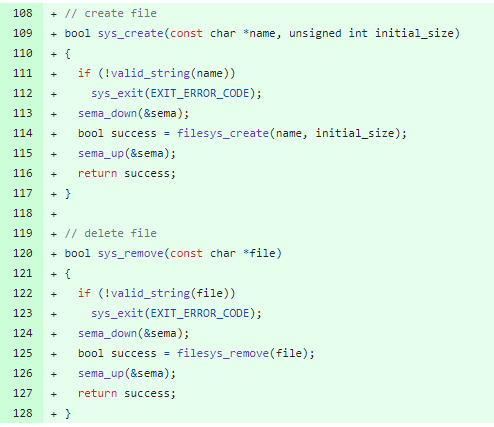 108 + // create file
109 + bool sys_create(const char *name, unsigned int initial_size)
110 + {
111 +   if (!valid_string(name))
112 +     sys_exit(EXIT_ERROR_CODE);
113 +   sema_down(&sema);
114 +   bool success = filesys_create(name, initial_size);
115 +   sema_up(&sema);
116 +   return success;
117 + }
118 +
119 + // delete file
120 + bool sys_remove(const char *file)
121 + {
122 +   if (!valid_string(file))
123 +     sys_exit(EXIT_ERROR_CODE);
124 +   sema_down(&sema);
125 +   bool success = filesys_remove(file);
126 +   sema_up(&sema);
127 +   return success;
128 + }